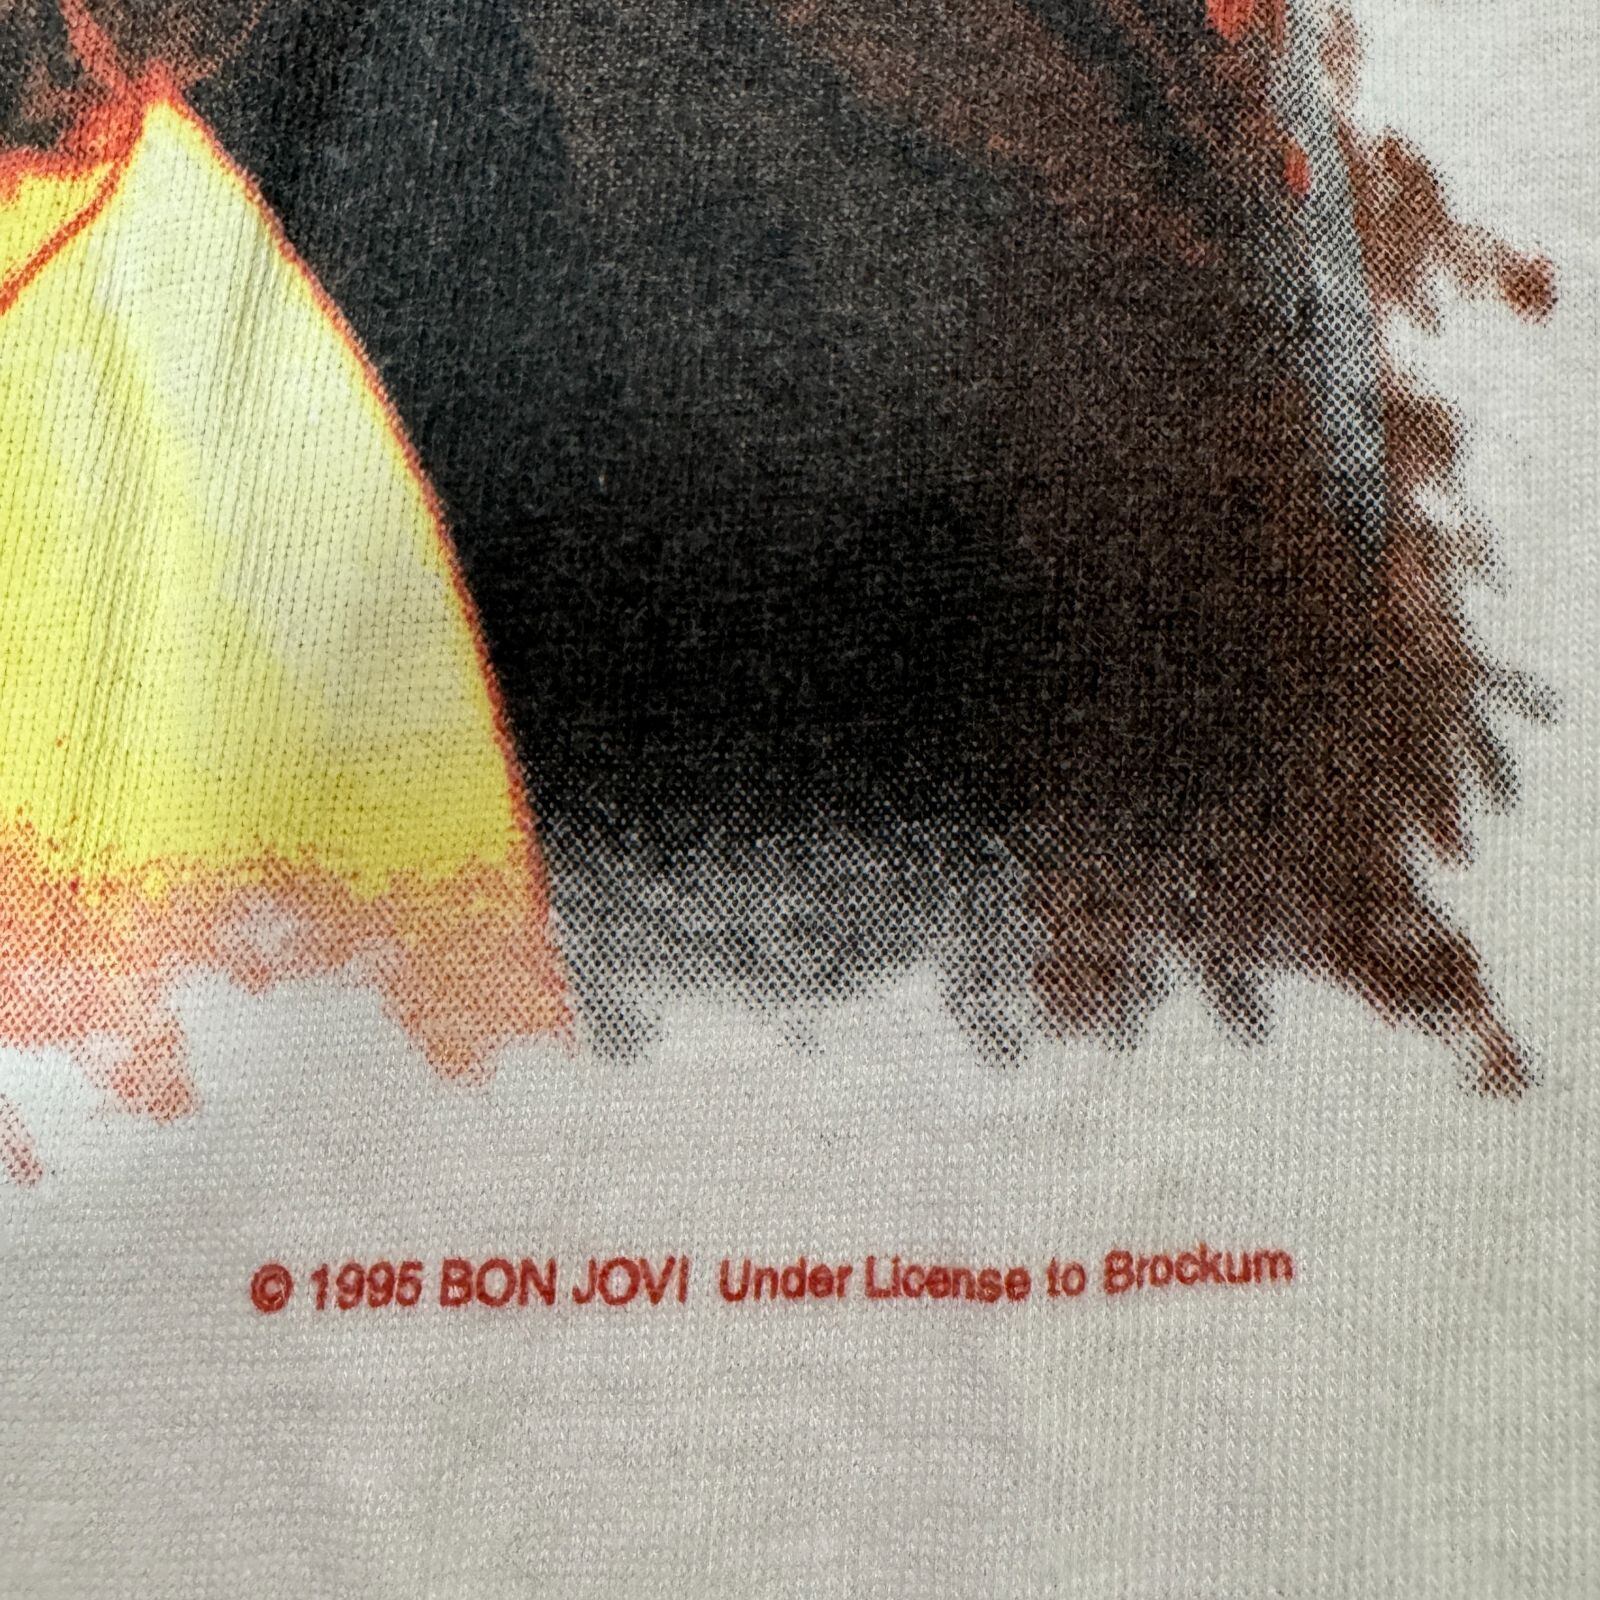 © 1995 BON JOVI Under License to Brockum